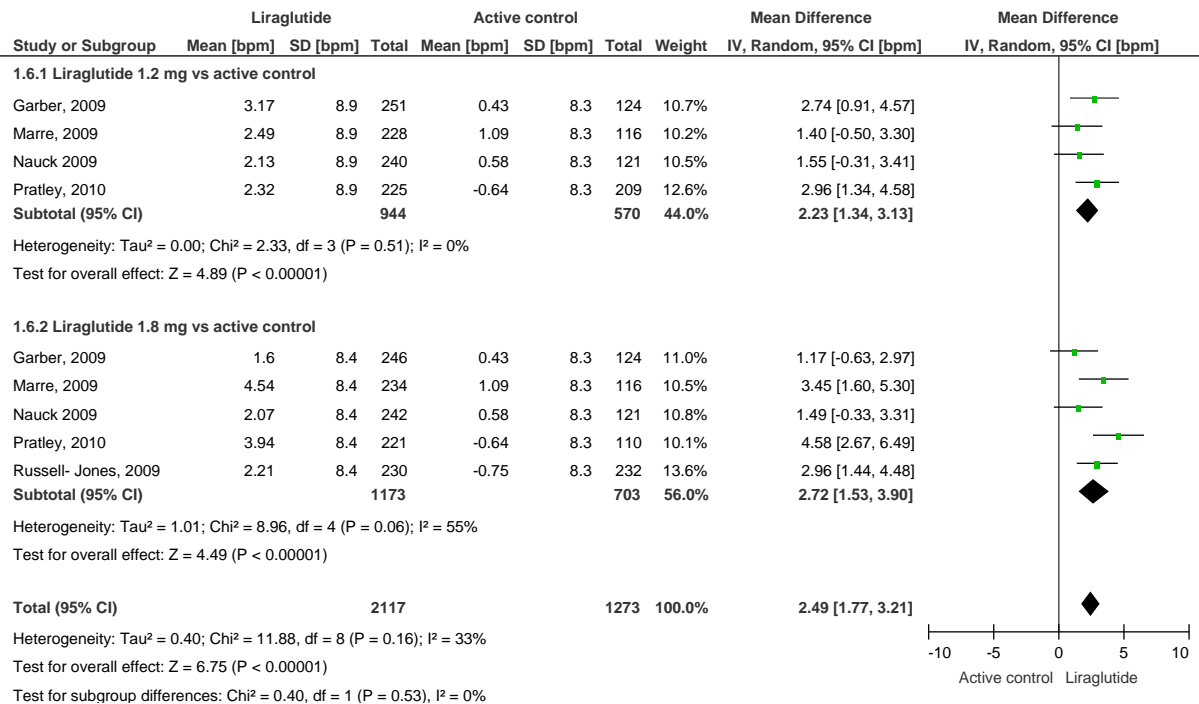 Liraglutide Active control Mean Difference Mean Difference
Study or Subgroup Mean [bpm] SD [bpm] Total Mean [bpm] SD [bpm] Total Weight IV, Random, 95% CI [bpm] IV, Random, 95% CI [bpm]
1.6.1 Liraglutide 1.2 mg vs active control
Garber, 2009 3.17 8.9 251 0.43 8.3 124 10.7% 2.74 [0.91, 4.57]
Marre, 2009 2.49 8.9 228 1.09 8.3 116 10.2% 1.40 [-0.50, 3.30]
Nauck 2009 2.13 8.9 240 0.58 8.3 121 10.5% 1.55 [-0.31, 3.41]
Pratley, 2010 2.32 8.9 225 -0.64 8.3 209 12.6% 2.96 [1.34, 4.58]
Subtotal (95% CI) 944 570 44.0% 2.23 [1.34, 3.13]
Heterogeneity: Tau² = 0.00; Chi² = 2.33, df = 3 (P = 0.51); I² = 0%
Test for overall effect: Z = 4.89 (P < 0.00001)
1.6.2 Liraglutide 1.8 mg vs active control
Garber, 2009 1.6 8.4 246 0.43 8.3 124 11.0% 1.17 [-0.63, 2.97]
Marre, 2009 4.54 8.4 234 1.09 8.3 116 10.5% 3.45 [1.60, 5.30]
Nauck 2009 2.07 8.4 242 0.58 8.3 121 10.8% 1.49 [-0.33, 3.31]
Pratley, 2010 3.94 8.4 221 -0.64 8.3 110 10.1% 4.58 [2.67, 6.49]
Russell- Jones, 2009 2.21 8.4 230 -0.75 8.3 232 13.6% 2.96 [1.44, 4.48]
Subtotal (95% CI) 1173 703 56.0% 2.72 [1.53, 3.90]
Heterogeneity: Tau² = 1.01; Chi² = 8.96, df = 4 (P = 0.06); I² = 55%
Test for overall effect: Z = 4.49 (P < 0.00001)
Total (95% CI) 2117 1273 100.0% 2.49 [1.77, 3.21]
Heterogeneity: Tau² = 0.40; Chi² = 11.88, df = 8 (P = 0.16); I² = 33%
Test for overall effect: Z = 6.75 (P < 0.00001)
Test for subgroup differences: Chi² = 0.40, df = 1 (P = 0.53), I² = 0%
-10 -5 0 5 10
Active control Liraglutide